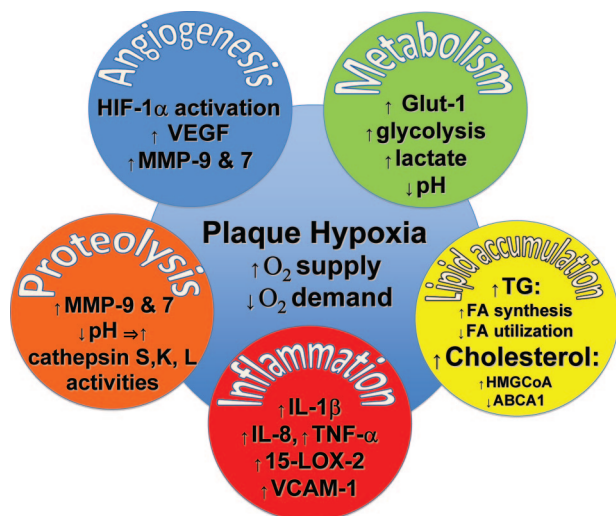 Angiogenesis
HIF-1α activation
↑ VEGF
↑MMP-9 & 7
Metabolism
↑ Glut-1
↑glycolysis
↑lactate
↓pH
Plaque Hypoxia
↑O₂ supply
↓O₂ demand
Proteolysis
↑MMP-9 & 7
↓pH ⇒↑
cathepsin S,K, L
activities
Lipid accumulation
↑TG:
↑FA synthesis
↓FA utilization
↑Cholesterol:
↑HMGCoA
↓ABCA1
Inflammation
↑IL-1β
↑IL-8,↑TNF-α
↑15-LOX-2
↑VCAM-1